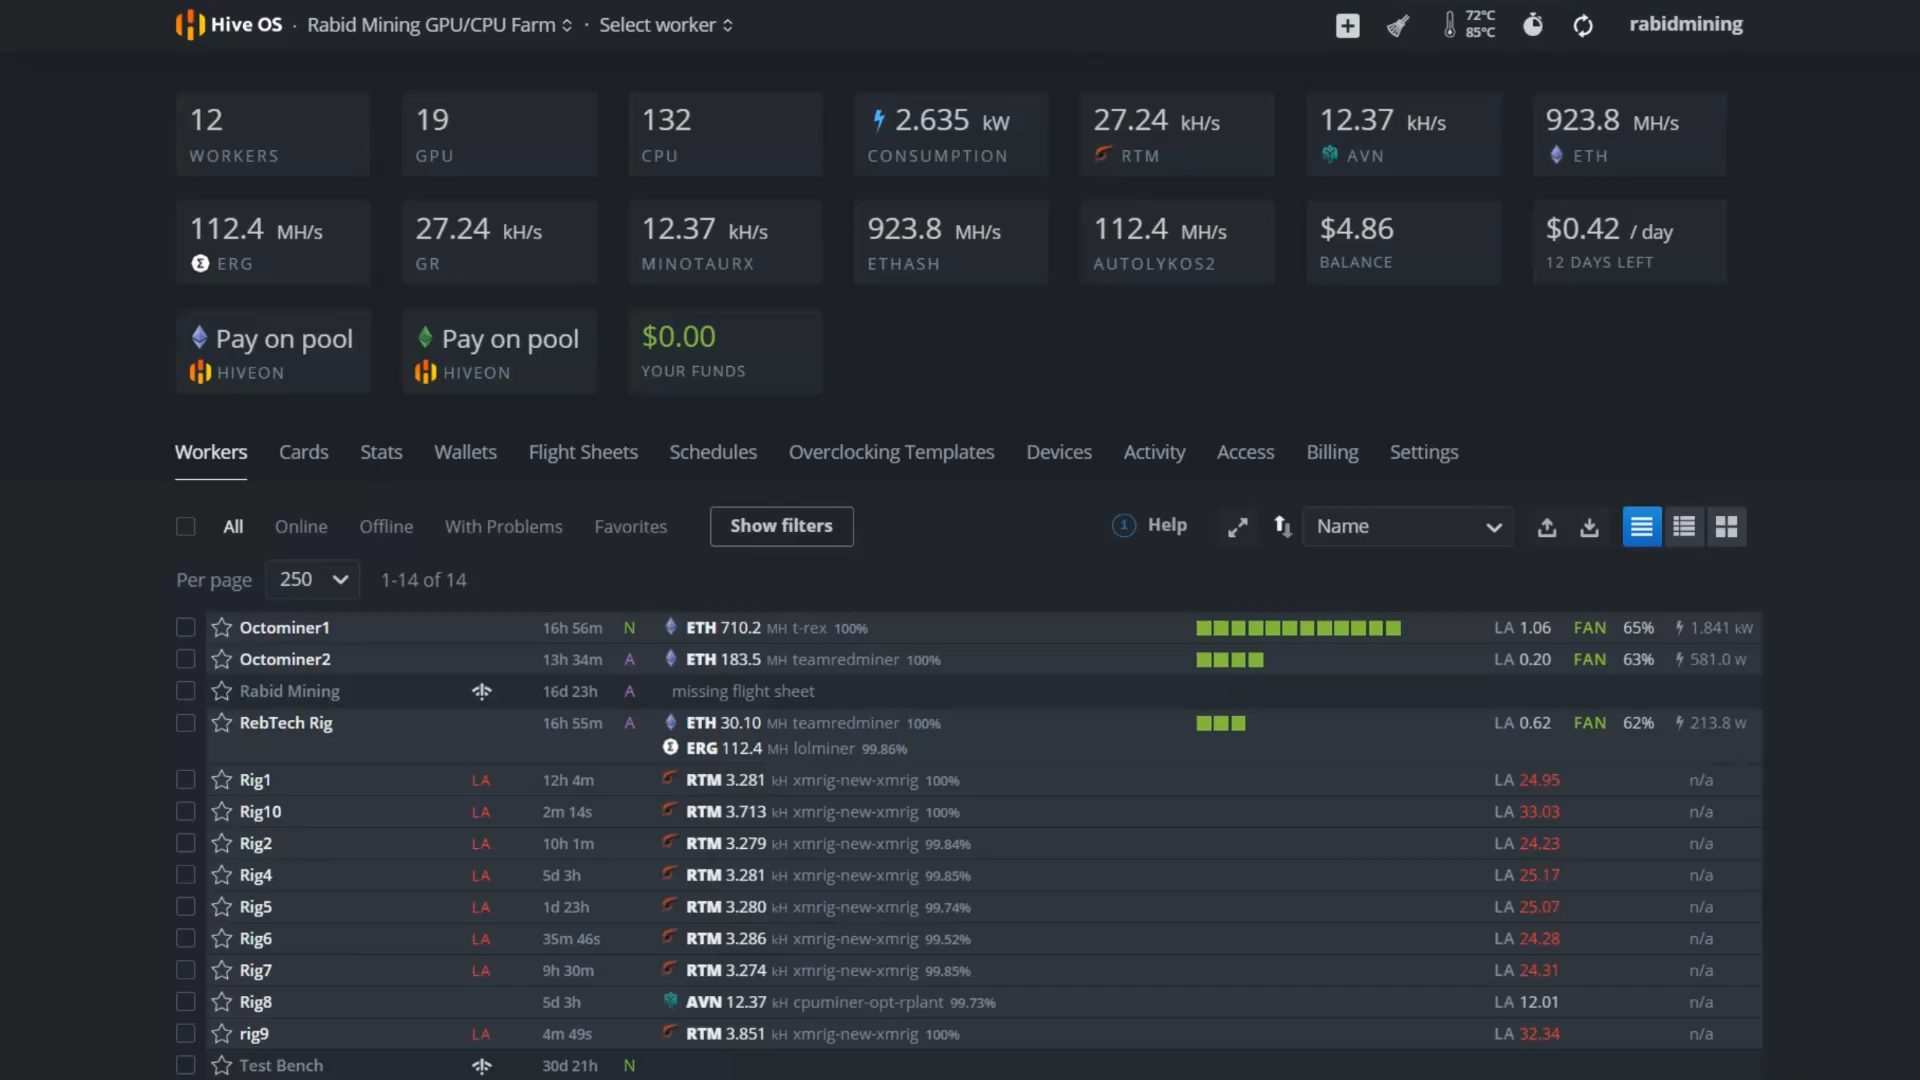 Hive OS · Rabid Mining GPU/CPU Farm · Select worker 72°C 85°C rabidmining
12 WORKERS
19 GPU
132 CPU
2.635 kW CONSUMPTION
27.24 kH/s RTM
12.37 kH/s AVN
923.8 MH/s ETH
112.4 MH/s ERG
27.24 kH/s GR
12.37 kH/s MINOTAURX
923.8 MH/s ETHASH
112.4 MH/s AUTOLYKOS2
$4.86 BALANCE
$0.42 / day 12 DAYS LEFT
Pay on pool HIVEON
Pay on pool HIVEON
$0.00 YOUR FUNDS
Workers Cards Stats Wallets Flight Sheets Schedules Overclocking Templates Devices Activity Access Billing Settings
All Online Offline With Problems Favorites Show filters 1 Help Name
Per page 250 1-14 of 14
Octominer1 16h 56m N ETH 710.2 MH t-rex 100% LA 1.06 FAN 65% 1.841 kW
Octominer2 13h 34m A ETH 183.5 MH teamredminer 100% LA 0.20 FAN 63% 581.0 W
Rabid Mining 16d 23h A missing flight sheet
RebTech Rig 16h 55m A ETH 30.10 MH teamredminer 100% LA 0.62 FAN 62% 213.8 W
ERG 112.4 MH lolminer 99.86%
Rig1 LA 12h 4m RTM 3.281 kH xmrig-new-xmrig 100% LA 24.95 n/a
Rig10 LA 2m 14s RTM 3.713 kH xmrig-new-xmrig 100% LA 33.03 n/a
Rig2 LA 10h 1m RTM 3.279 kH xmrig-new-xmrig 99.84% LA 24.23 n/a
Rig4 LA 5d 3h RTM 3.281 kH xmrig-new-xmrig 99.85% LA 25.17 n/a
Rig5 LA 1d 23h RTM 3.280 kH xmrig-new-xmrig 99.74% LA 25.07 n/a
Rig6 LA 35m 46s RTM 3.286 kH xmrig-new-xmrig 99.52% LA 24.28 n/a
Rig7 LA 9h 30m RTM 3.274 kH xmrig-new-xmrig 99.85% LA 24.31 n/a
Rig8 5d 3h AVN 12.37 kH cpuminer-opt-rplant 99.73% LA 12.01 n/a
rig9 LA 4m 49s RTM 3.851 kH xmrig-new-xmrig 100% LA 32.34 n/a
Test Bench 30d 21h N